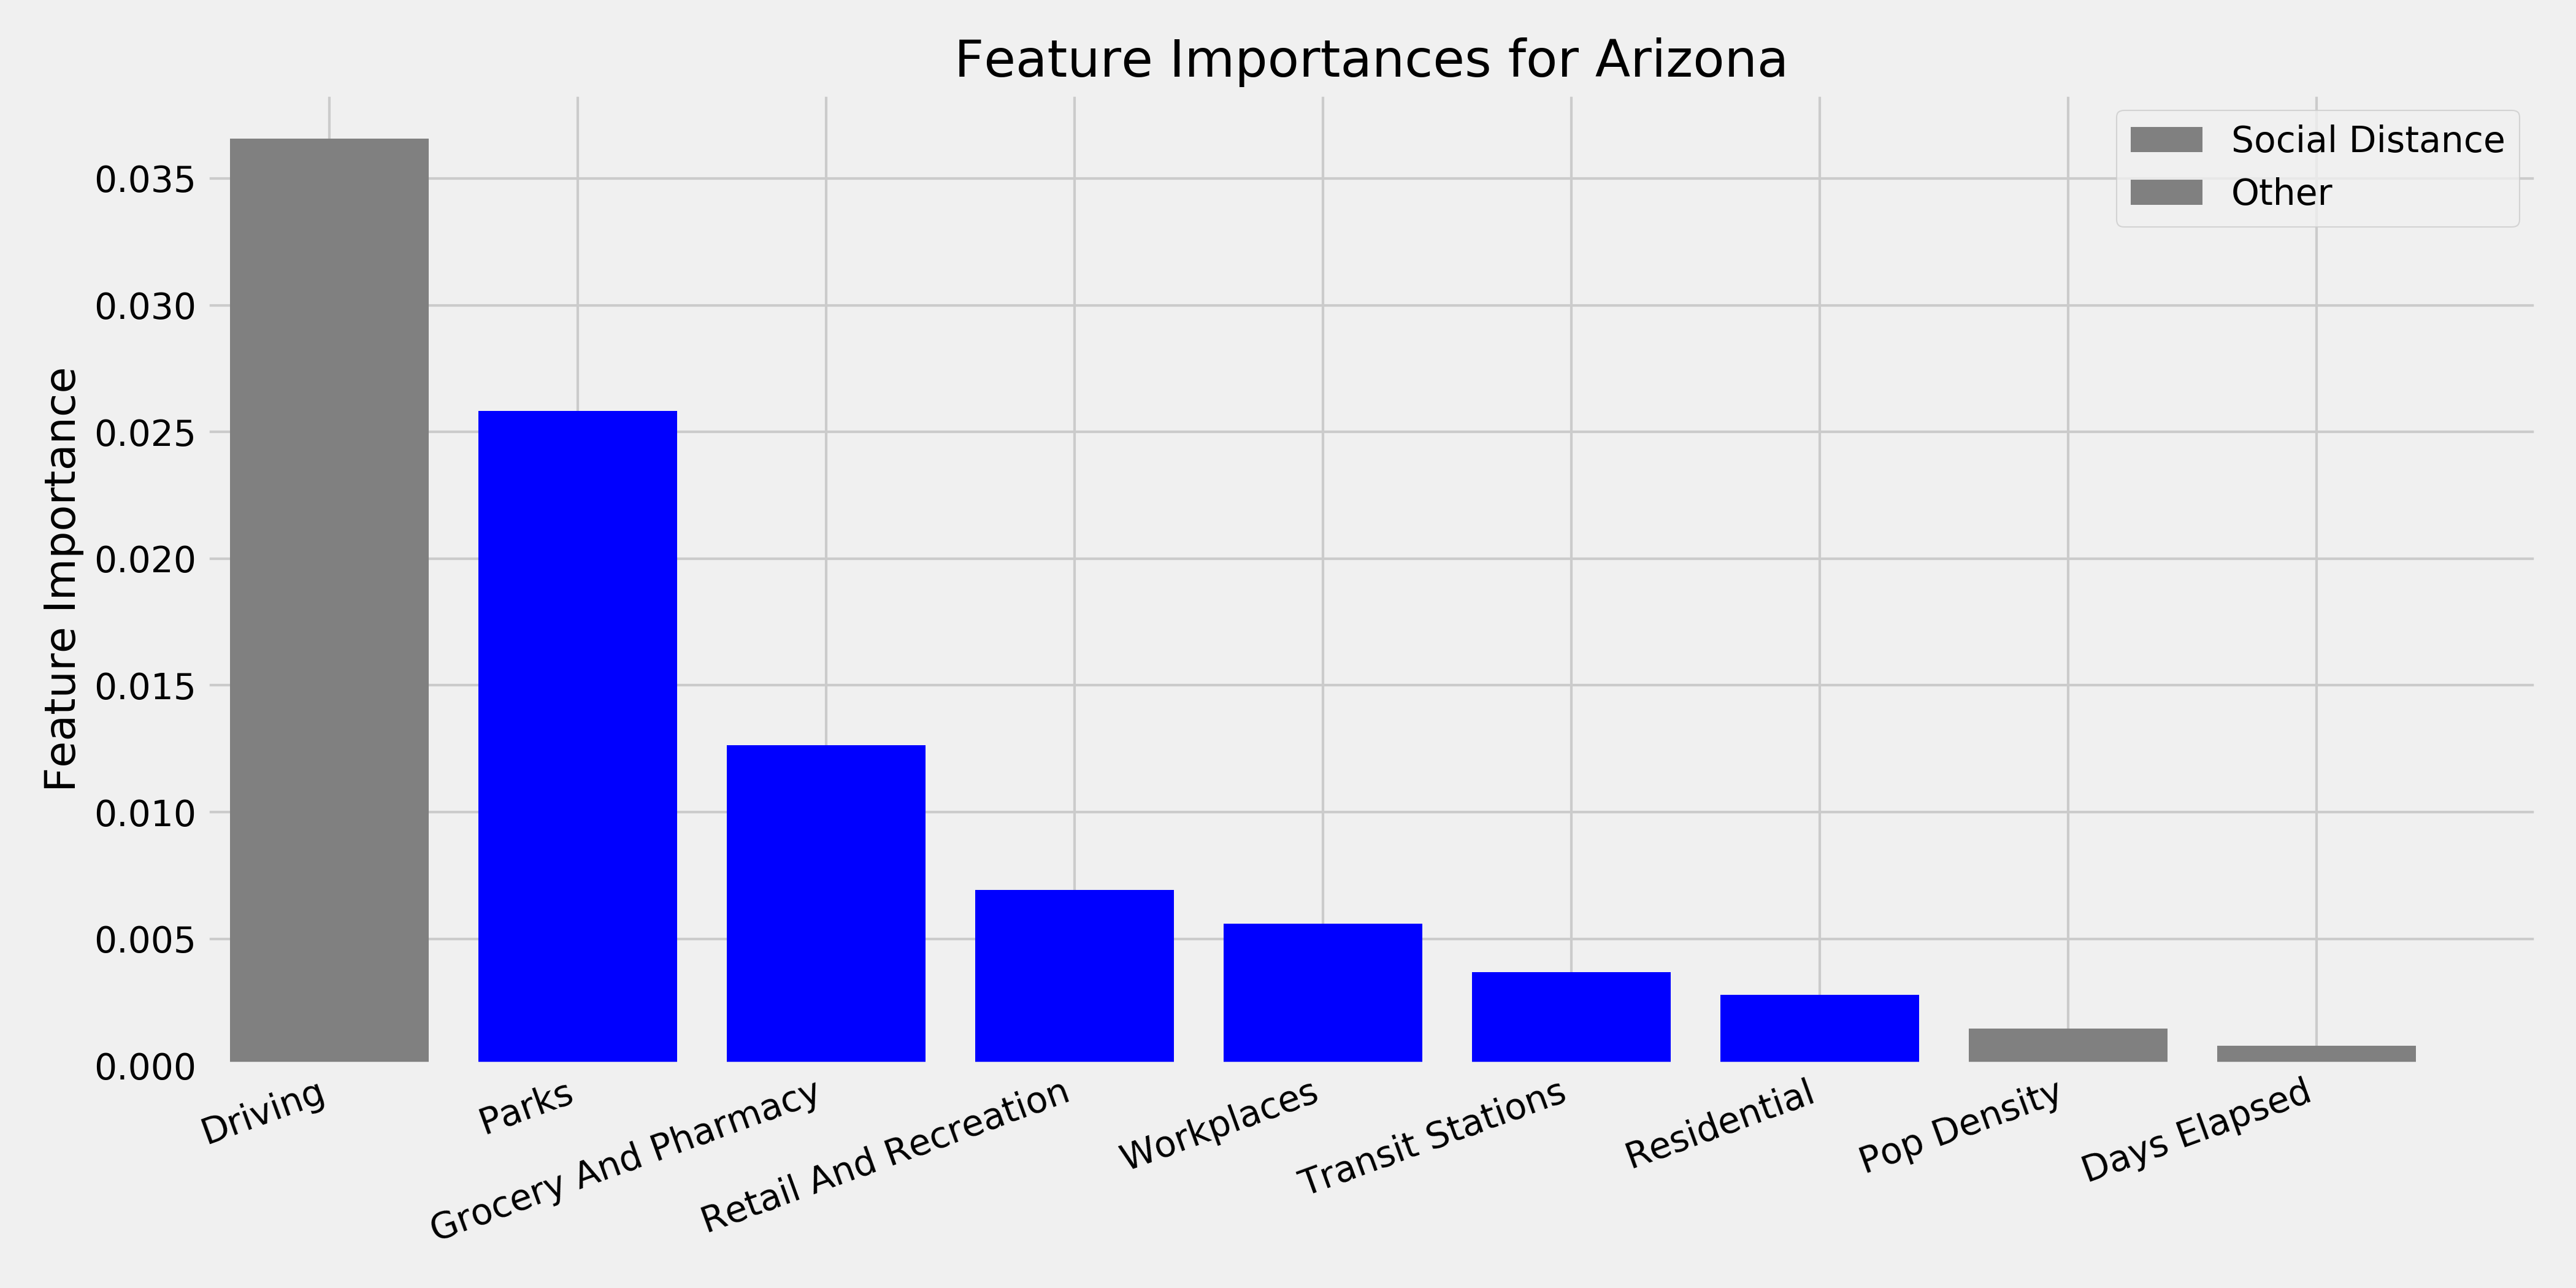 Feature Importances for Arizona
Social Distance
Other
Feature Importance
0.035
0.030
0.025
0.020
0.015
0.010
0.005
0.000
Driving
Parks
Grocery And Pharmacy
Retail And Recreation
Workplaces
Transit Stations
Residential
Pop Density
Days Elapsed